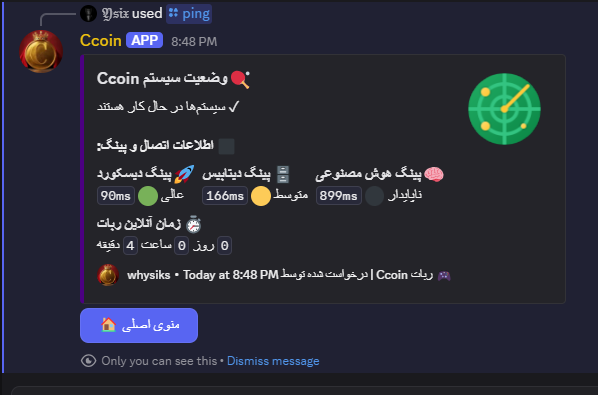 𝔜𝔰𝔦𝔵 used ping
Ccoin APP 8:48 PM
🏓 وضعیت سیستم Ccoin
✓ سیستم‌ها در حال کار هستند
اطلاعات اتصال و پینگ:
🚀 پینگ دیسکورد
90ms 🟢 عالی
🗄️ پینگ دیتابیس
166ms 🟡 متوسط
🧠 پینگ هوش مصنوعی
899ms ⚫ ناپایدار
⏱️ زمان آنلاین ربات
0 روز 0 ساعت 4 دقیقه
🎮 ربات Ccoin | درخواست شده توسط whysiks • Today at 8:48 PM
منوی اصلی 🏠
Only you can see this • Dismiss message